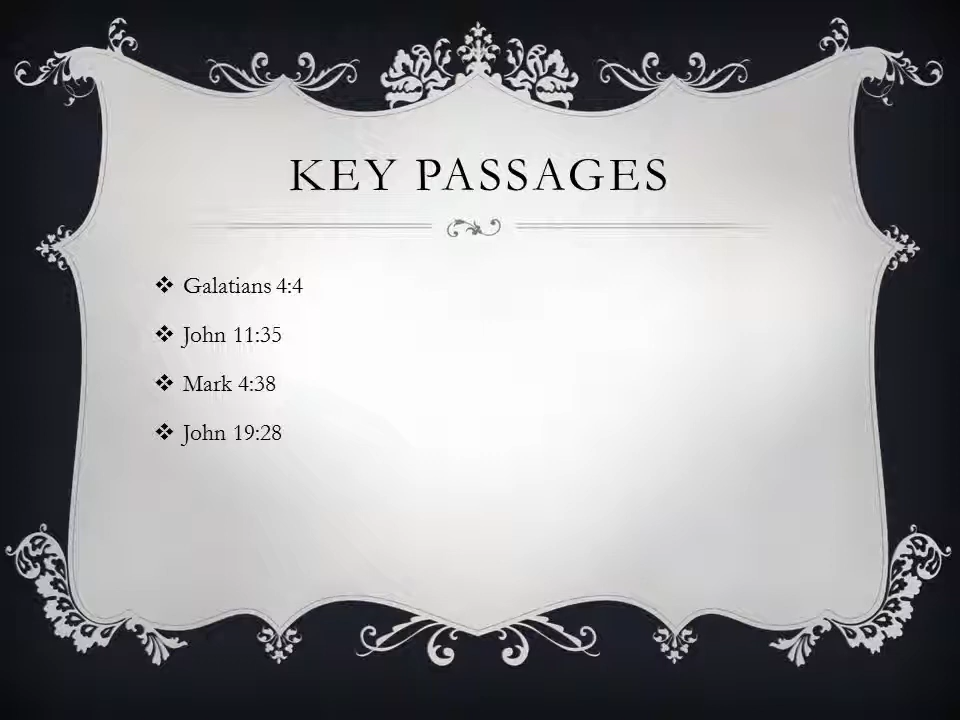 KEY PASSAGES
❖ Galatians 4:4
❖ John 11:35
❖ Mark 4:38
❖ John 19:28